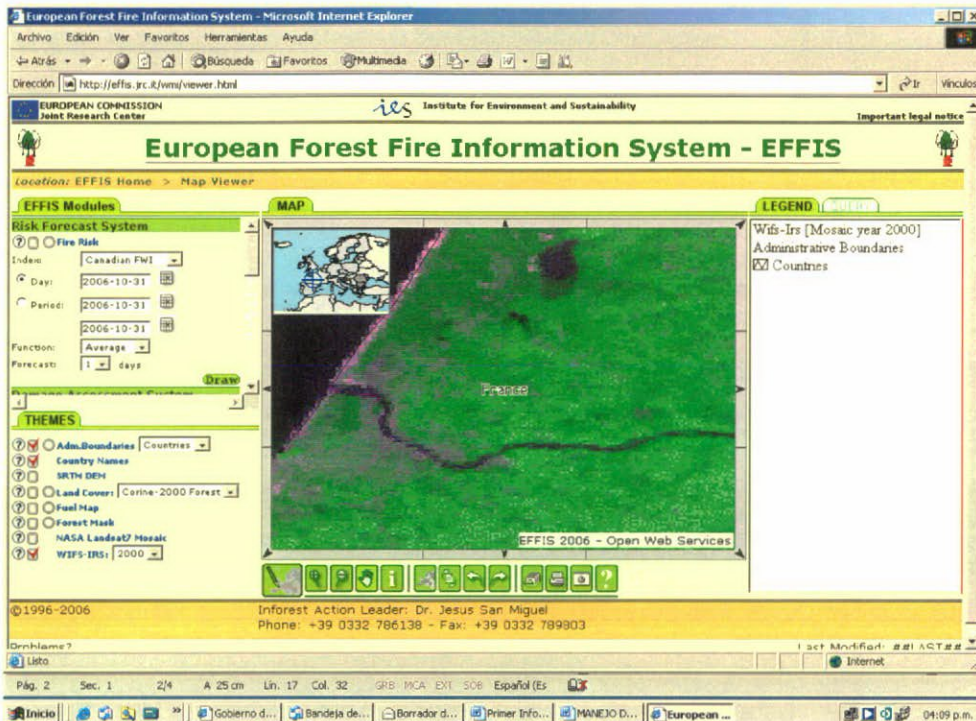 European Forest Fire Information System - Microsoft Internet Explorer
Archivo Edición Ver Favoritos Herramientas Ayuda
Atrás Búsqueda Favoritos Multimedia
Dirección http://effis.jrc.it/wms/viewer.html Ir Vínculos
EUROPEAN COMMISSION
Joint Research Center
ies Institute for Environment and Sustainability
Important legal notice
European Forest Fire Information System - EFFIS
Location: EFFIS Home > Map Viewer
EFFIS Modules
Risk Forecast System
Fire Risk
Index: Canadian FWI
Day: 2006-10-31
Period: 2006-10-31
2006-10-31
Function: Average
Forecast: 1 days
Draw
Damage Assessment System
THEMES
Adm.Boundaries Countries
Country Names
SRTM DEM
Land Cover: Corine-2000 Forest
Fuel Map
Forest Mask
NASA Landsat7 Mosaic
WIFS-IRS: 2000
MAP
France
EFFIS 2006 - Open Web Services
LEGEND
Wifs-Irs [Mosaic year 2000]
Administrative Boundaries
Countries
©1996-2006
Inforest Action Leader: Dr. Jesus San Miguel
Phone: +39 0332 786138 - Fax: +39 0332 789803
Problems?
Last Modified: ##LAST##
Listo
Internet
Pág. 2 Sec. 1 2/4 A 25 cm Lín. 17 Col. 32 GRB MCA EXT SOB Español (Es
Inicio » Gobierno d... Bandeja de... Borrador d... Primer Info... MANEJO D... European ... 04:09 p.m.